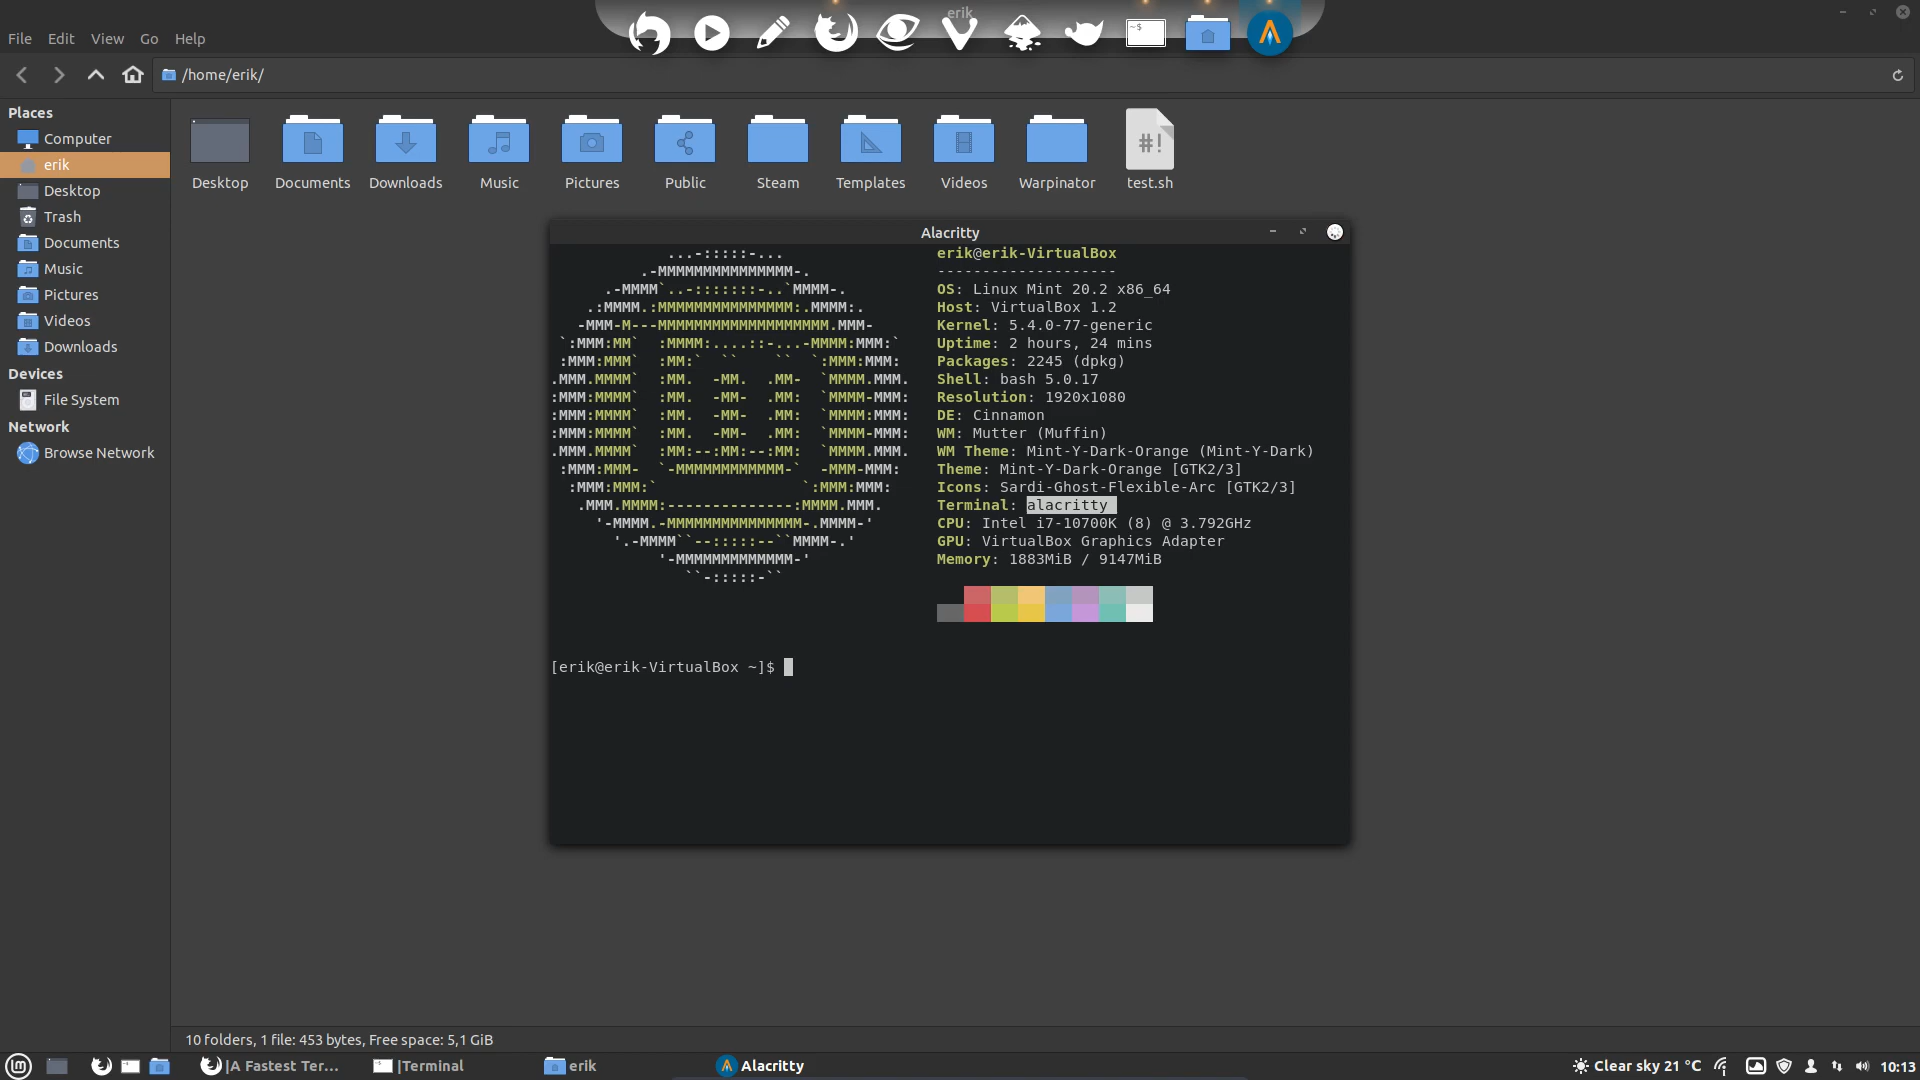 erik
File Edit View Go Help
/home/erik/
Places
Computer
erik
Desktop
Trash
Documents
Music
Pictures
Videos
Downloads
Devices
File System
Network
Browse Network
Desktop Documents Downloads Music Pictures Public Steam Templates Videos Warpinator test.sh
#!
~$
Alacritty
erik@erik-VirtualBox
--------------------
OS: Linux Mint 20.2 x86_64
Host: VirtualBox 1.2
Kernel: 5.4.0-77-generic
Uptime: 2 hours, 24 mins
Packages: 2245 (dpkg)
Shell: bash 5.0.17
Resolution: 1920x1080
DE: Cinnamon
WM: Mutter (Muffin)
WM Theme: Mint-Y-Dark-Orange (Mint-Y-Dark)
Theme: Mint-Y-Dark-Orange [GTK2/3]
Icons: Sardi-Ghost-Flexible-Arc [GTK2/3]
Terminal: alacritty
CPU: Intel i7-10700K (8) @ 3.792GHz
GPU: VirtualBox Graphics Adapter
Memory: 1883MiB / 9147MiB
[erik@erik-VirtualBox ~]$
10 folders, 1 file: 453 bytes, Free space: 5,1 GiB
|A Fastest Ter... |Terminal erik Alacritty Clear sky 21 °C 10:13